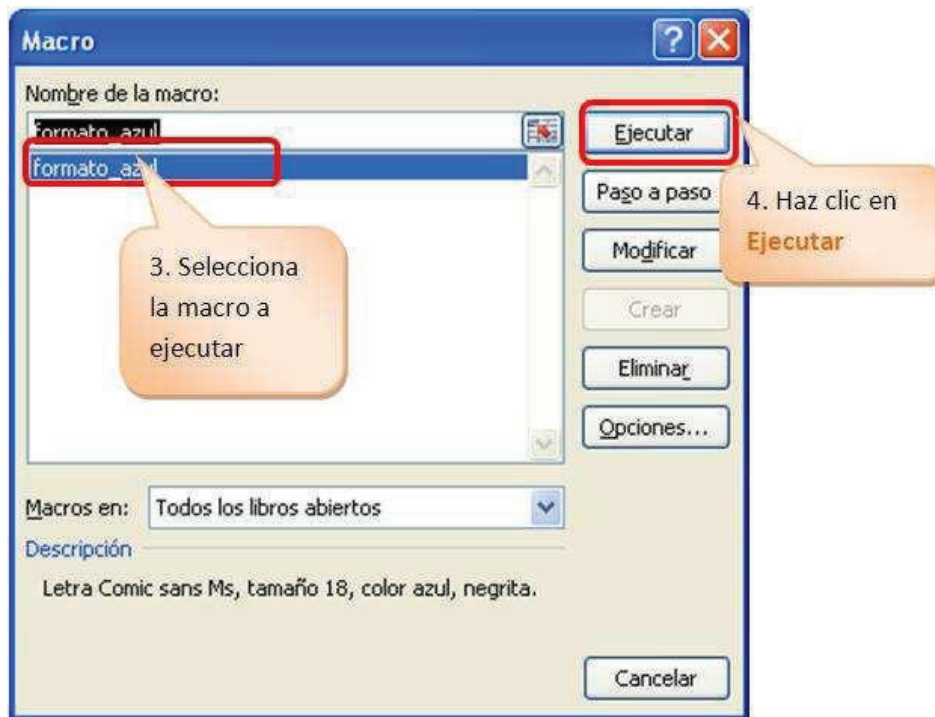 Macro
Nombre de la macro:
formato_azul
formato_azul
Ejecutar
Paso a paso
Modificar
Crear
Eliminar
Opciones...
3. Selecciona
la macro a
ejecutar
4. Haz clic en
Ejecutar
Macros en: Todos los libros abiertos
Descripción
Letra Comic sans Ms, tamaño 18, color azul, negrita.
Cancelar